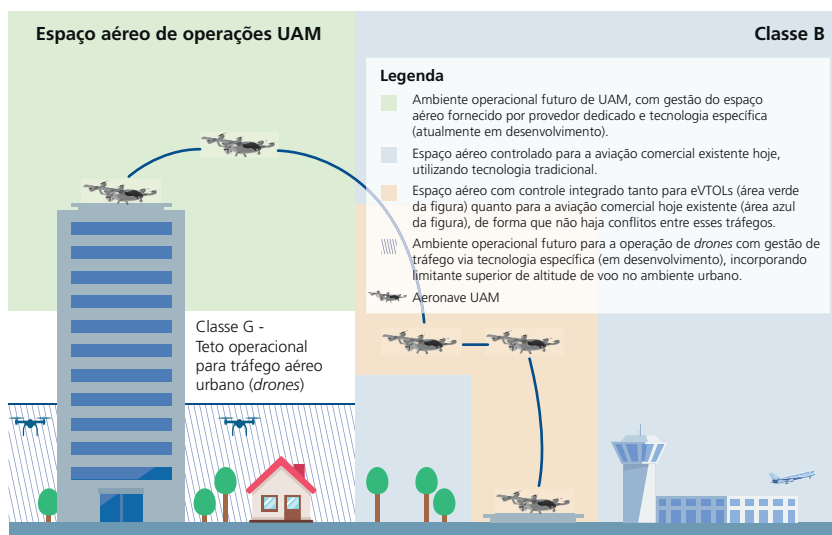 Espaço aéreo de operações UAM
Classe B
Legenda
Ambiente operacional futuro de UAM, com gestão do espaço
aéreo fornecido por provedor dedicado e tecnologia específica
(atualmente em desenvolvimento).
Espaço aéreo controlado para a aviação comercial existente hoje,
utilizando tecnologia tradicional.
Espaço aéreo com controle integrado tanto para eVTOLs (área verde
da figura) quanto para a aviação comercial hoje existente (área azul
da figura), de forma que não haja conflitos entre esses tráfegos.
Ambiente operacional futuro para a operação de drones com gestão de
tráfego via tecnologia específica (em desenvolvimento), incorporando
limitante superior de altitude de voo no ambiente urbano.
Aeronave UAM
Classe G -
Teto operacional
para tráfego aéreo
urbano (drones)